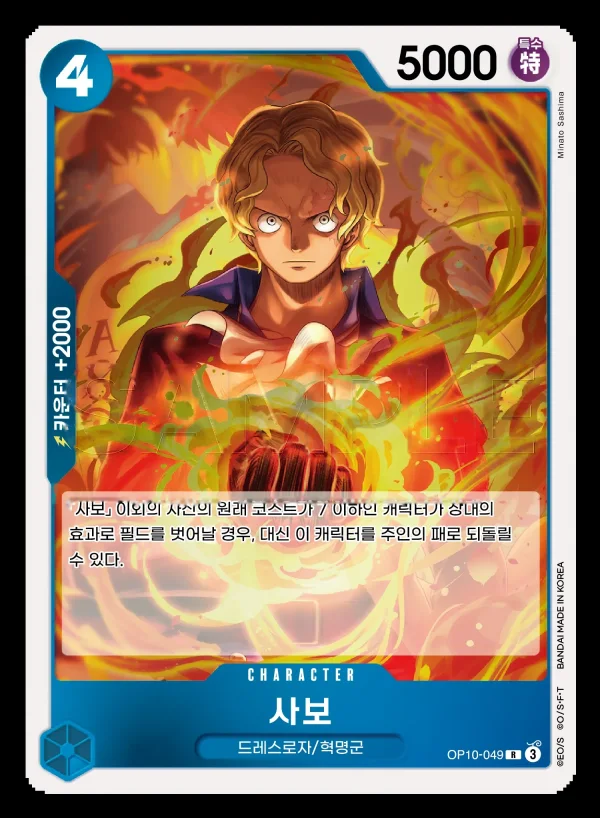 4
5000
특수
特
Minato Sashima
카운터 +2000
SAMPLE
「사보」 이외의 자신의 원래 코스트가 7 이하인 캐릭터가 상대의
효과로 필드를 벗어날 경우, 대신 이 캐릭터를 주인의 패로 되돌릴
수 있다.
CHARACTER
사보
드레스로자/혁명군
OP10-049 R 3
©EO/S ©O/S·F·T BANDAI MADE IN KOREA